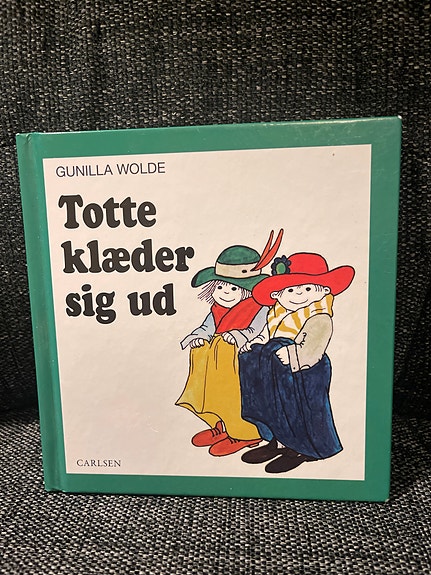 GUNILLA WOLDE
Totte
klæder
sig ud
CARLSEN